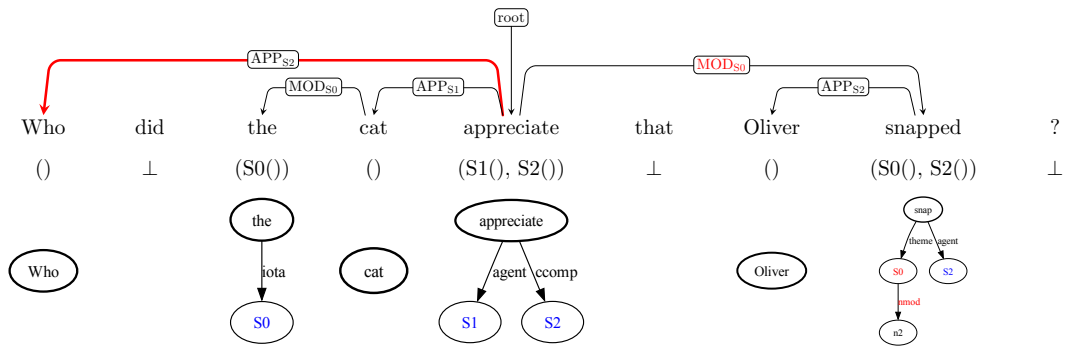 root
APP_S2 MOD_S0
MOD_S0 APP_S1 APP_S2
Who did the cat appreciate that Oliver snapped ?
() ⊥ (S0()) () (S1(), S2()) ⊥ () (S0(), S2()) ⊥
the appreciate snap
theme agent
Who iota cat agent ccomp Oliver S0 S2
nmod
S0 S1 S2 n2